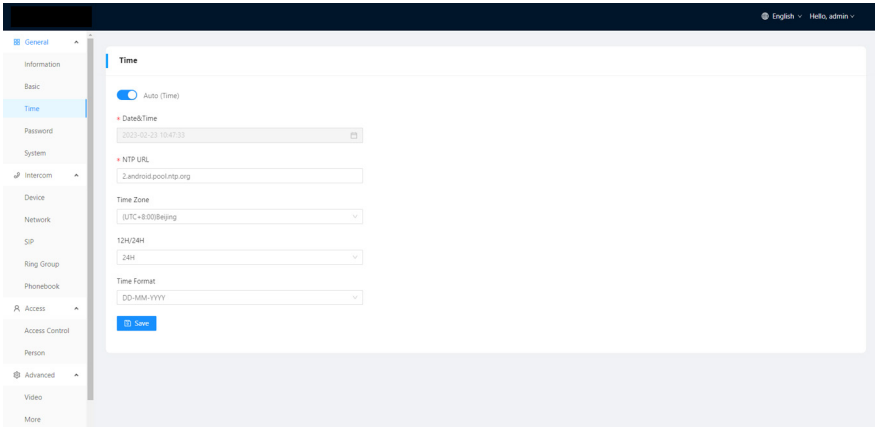 English
Hello, admin
General
Information
Basic
Time
Password
System
Intercom
Device
Network
SIP
Ring Group
Phonebook
Access
Access Control
Person
Advanced
Video
More
Time
Auto (Time)
* Date&Time
2023-02-23 10:47:33
* NTP URL
2.android.pool.ntp.org
Time Zone
(UTC+8:00)Beijing
12H/24H
24H
Time Format
DD-MM-YYYY
Save